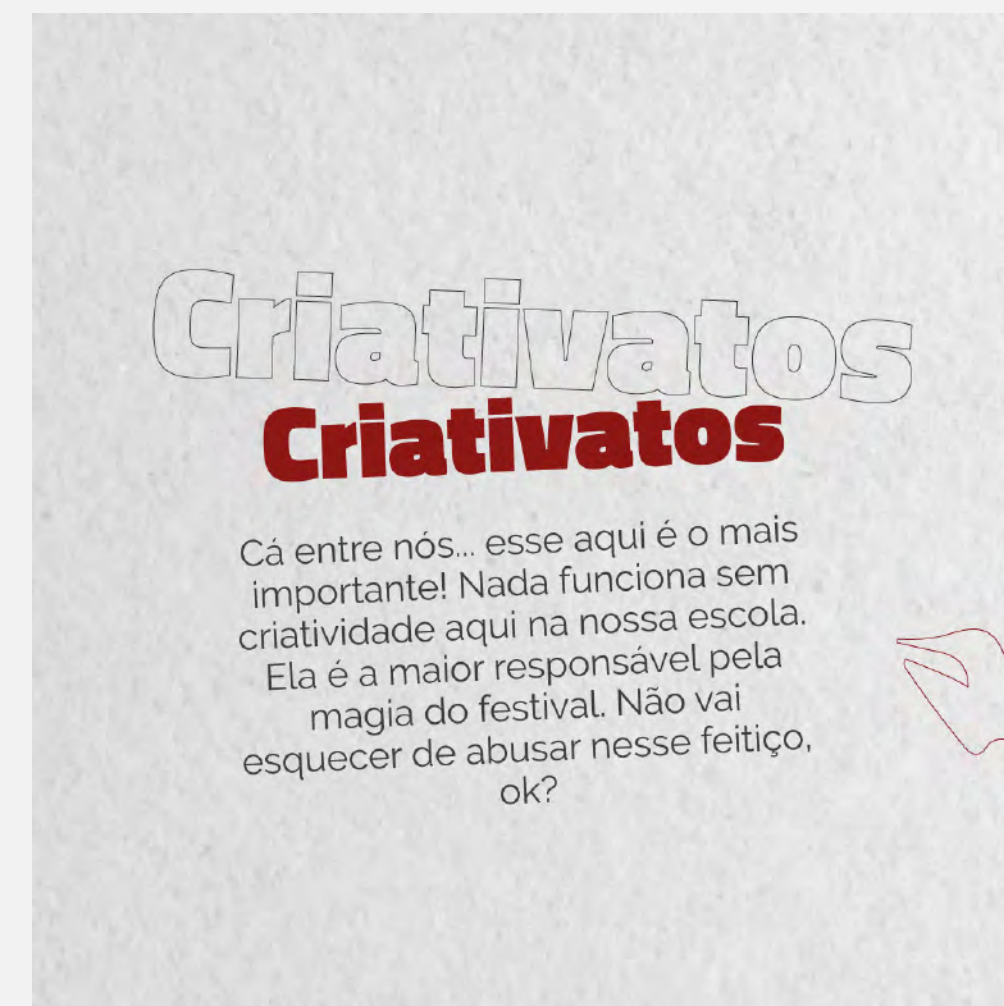 Criativatos
Criativatos
Cá entre nós... esse aqui é o mais
importante! Nada funciona sem
criatividade aqui na nossa escola.
Ela é a maior responsável pela
magia do festival. Não vai
esquecer de abusar nesse feitiço,
ok?